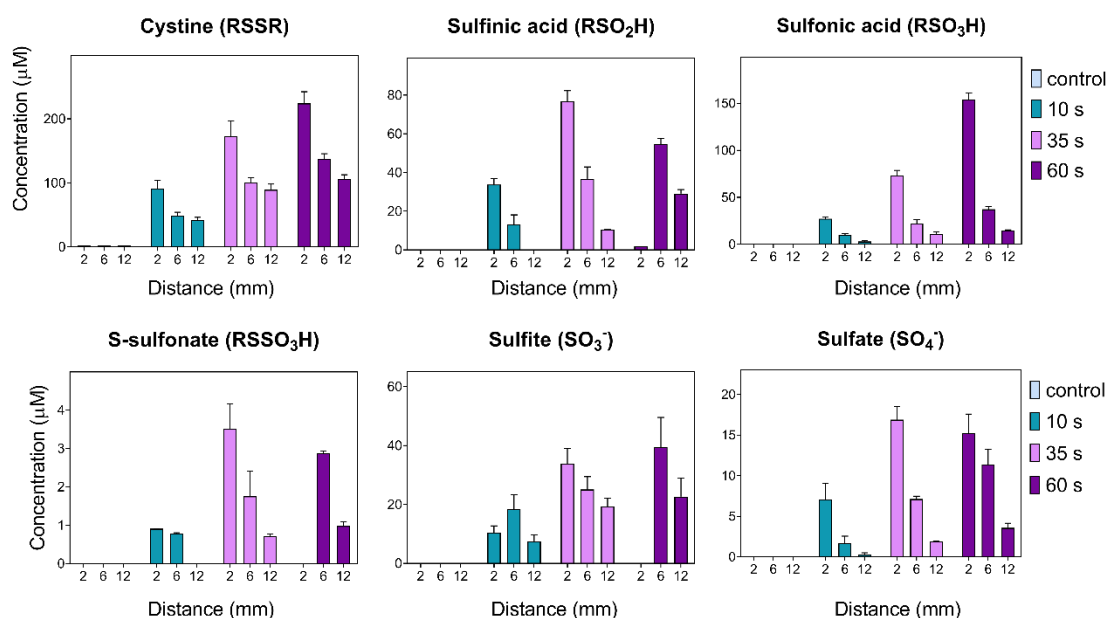 Cystine (RSSR)
Sulfinic acid (RSO₂H)
Sulfonic acid (RSO₃H)
Concentration (µM)
200
100
0
80
60
40
20
0
150
100
50
0
control
10 s
35 s
60 s
2 6 12 2 6 12 2 6 12 2 6 12
2 6 12 2 6 12 2 6 12 2 6 12
2 6 12 2 6 12 2 6 12 2 6 12
Distance (mm)
Distance (mm)
Distance (mm)
S-sulfonate (RSSO₃H)
Sulfite (SO₃⁻)
Sulfate (SO₄⁻)
Concentration (µM)
4
3
2
1
0
60
40
20
0
20
15
10
5
0
control
10 s
35 s
60 s
2 6 12 2 6 12 2 6 12 2 6 12
2 6 12 2 6 12 2 6 12 2 6 12
2 6 12 2 6 12 2 6 12 2 6 12
Distance (mm)
Distance (mm)
Distance (mm)